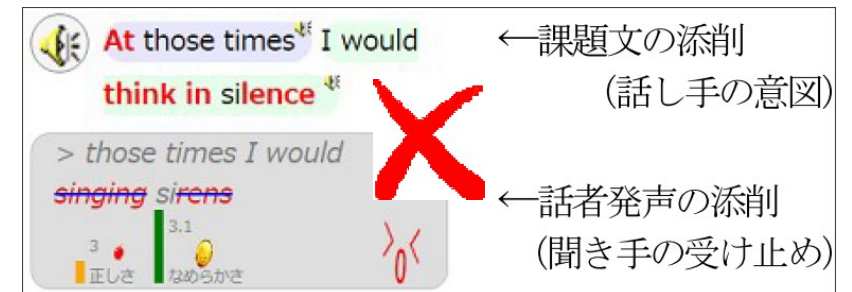 At those times I would
think in silence
←課題文の添削
(話し手の意図)
> those times I would
singing sirens
3
正しさ
3.1
なめらかさ
←話者発声の添削
(聞き手の受け止め)